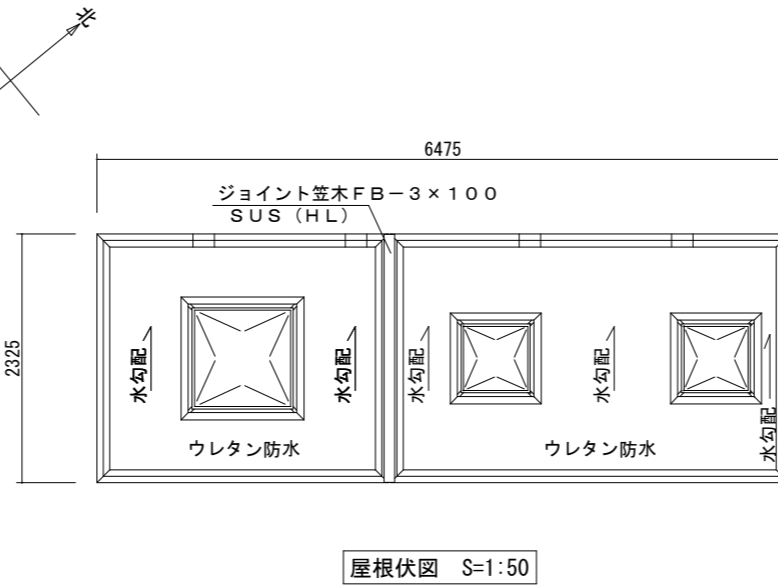 北
6475
ジョイント笠木FB-3×100
SUS(HL)
2325
水勾配
水勾配
水勾配
水勾配
水勾配
ウレタン防水
ウレタン防水
屋根伏図 S=1:50